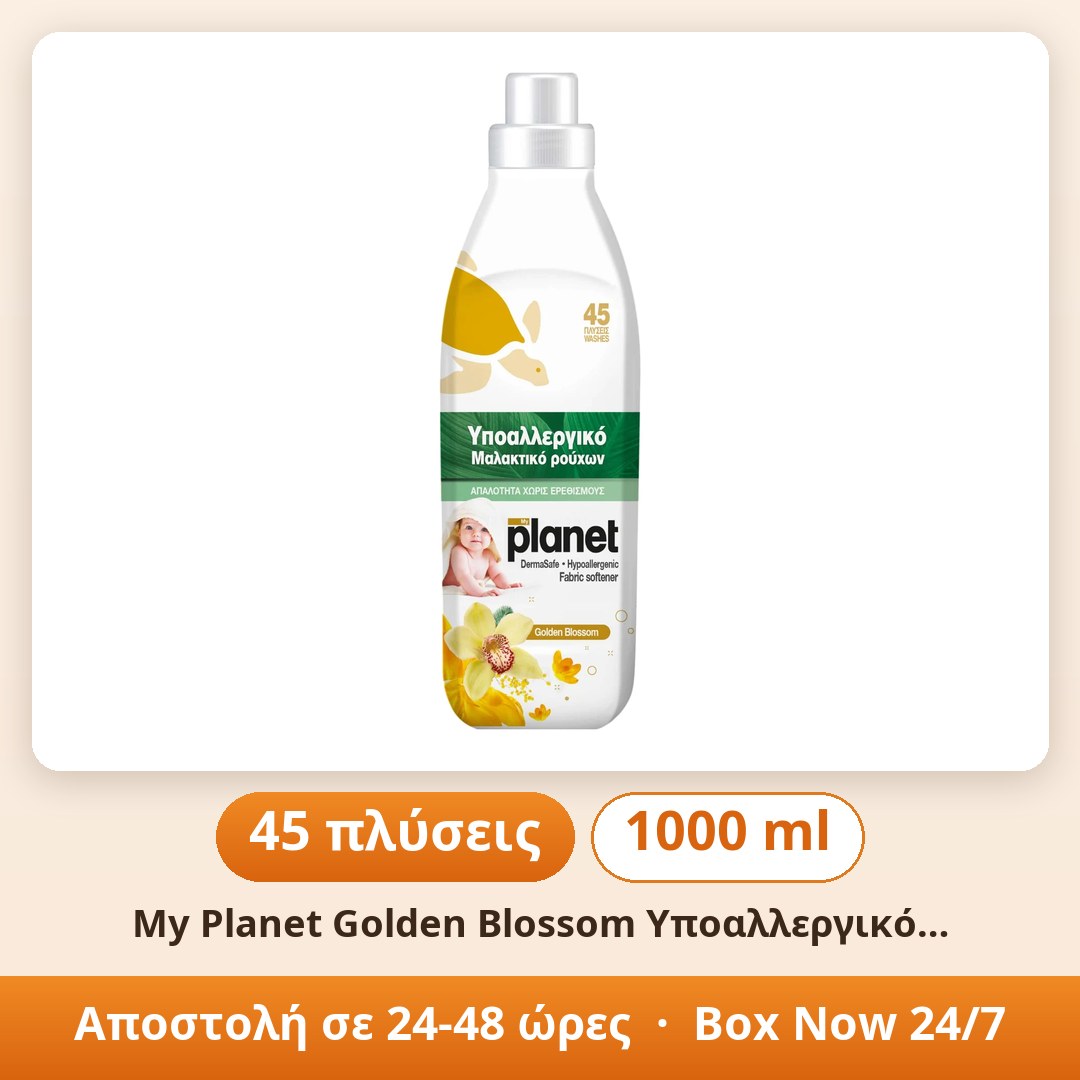 45
ΠΛΥΣΕΙΣ
WASHES
Υποαλλεργικό
Μαλακτικό ρούχων
ΑΠΑΛΟΤΗΤΑ ΧΩΡΙΣ ΕΡΕΘΙΣΜΟΥΣ
My
planet
DermaSafe • Hypoallergenic
Fabric softener
Golden Blossom
45 πλύσεις
1000 ml
My Planet Golden Blossom Υποαλλεργικό...
Αποστολή σε 24-48 ώρες · Box Now 24/7